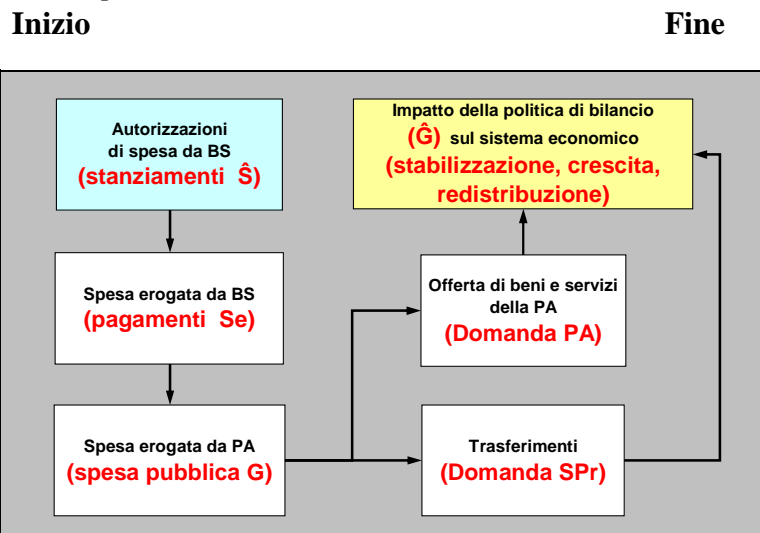 Inizio
Fine
Autorizzazioni
di spesa da BS
(stanziamenti Ŝ)
Spesa erogata da BS
(pagamenti Se)
Spesa erogata da PA
(spesa pubblica G)
Impatto della politica di bilancio
(Ĝ) sul sistema economico
(stabilizzazione, crescita,
redistribuzione)
Offerta di beni e servizi
della PA
(Domanda PA)
Trasferimenti
(Domanda SPr)